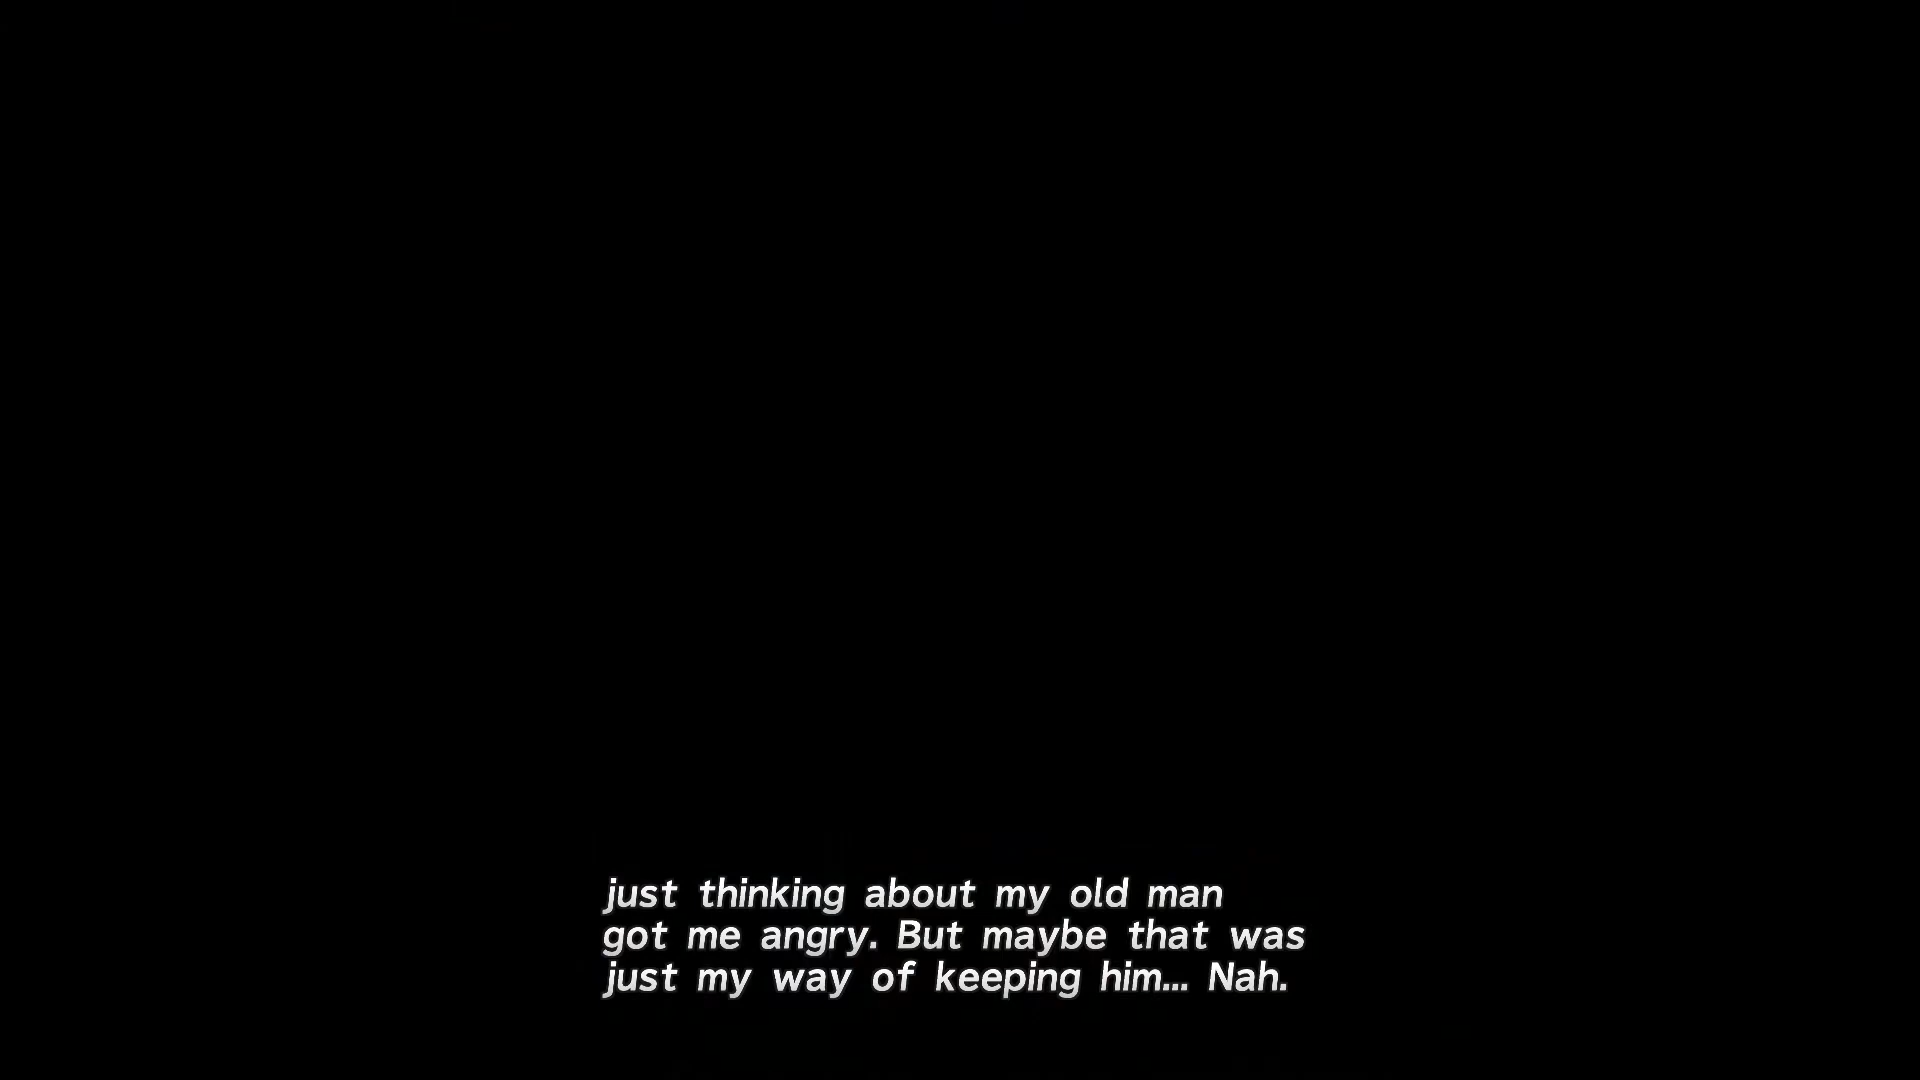 just thinking about my old man
got me angry. But maybe that was
just my way of keeping him... Nah.